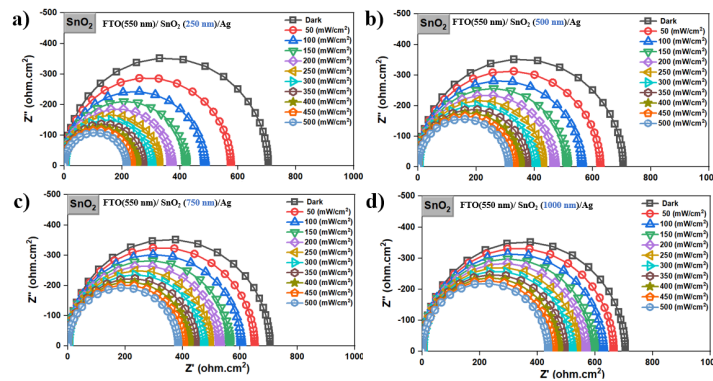 a)
SnO2
FTO(550 nm)/ SnO2 (250 nm)/Ag
Dark
50 (mW/cm²)
100 (mW/cm²)
150 (mW/cm²)
200 (mW/cm²)
250 (mW/cm²)
200 (mW/cm²)
350 (mW/cm²)
400 (mW/cm²)
450 (mW/cm²)
500 (mW/cm²)
Z'' (ohm.cm²)
-500
-400
-300
-200
-100
0
0 200 400 600 800 1000
b)
SnO2
FTO(550 nm)/ SnO2 (500 nm)/Ag
Dark
50 (mW/cm²)
100 (mW/cm²)
150 (mW/cm²)
200 (mW/cm²)
250 (mW/cm²)
300 (mW/cm²)
350 (mW/cm²)
400 (mW/cm²)
450 (mW/cm²)
500 (mW/cm²)
-500
-400
-300
-200
-100
0
0 200 400 600 800 1000
c)
SnO2
FTO(550 nm)/ SnO2 (750 nm)/Ag
Dark
50 (mW/cm²)
100 (mW/cm²)
150 (mW/cm²)
200 (mW/cm²)
250 (mW/cm²)
300 (mW/cm²)
350 (mW/cm²)
400 (mW/cm²)
450 (mW/cm²)
500 (mW/cm²)
Z'' (ohm.cm²)
-500
-400
-300
-200
-100
0
0 200 400 600 800 1000
Z' (ohm.cm²)
d)
SnO2
FTO(550 nm)/ SnO2 (1000 nm)/Ag
Dark
50 (mW/cm²)
100 (mW/cm²)
150 (mW/cm²)
200 (mW/cm²)
250 (mW/cm²)
300 (mW/cm²)
350 (mW/cm²)
400 (mW/cm²)
450 (mW/cm²)
500 (mW/cm²)
-500
-400
-300
-200
-100
0
0 200 400 600 800 1000
Z' (ohm.cm²)